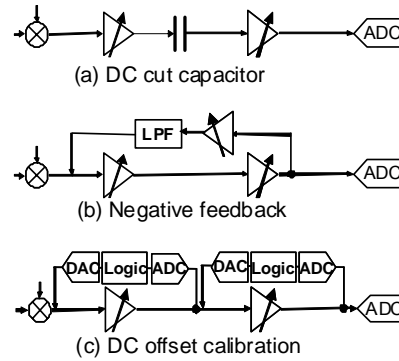 ADC
(a) DC cut capacitor
LPF
ADC
(b) Negative feedback
DAC Logic ADC DAC Logic ADC
ADC
(c) DC offset calibration